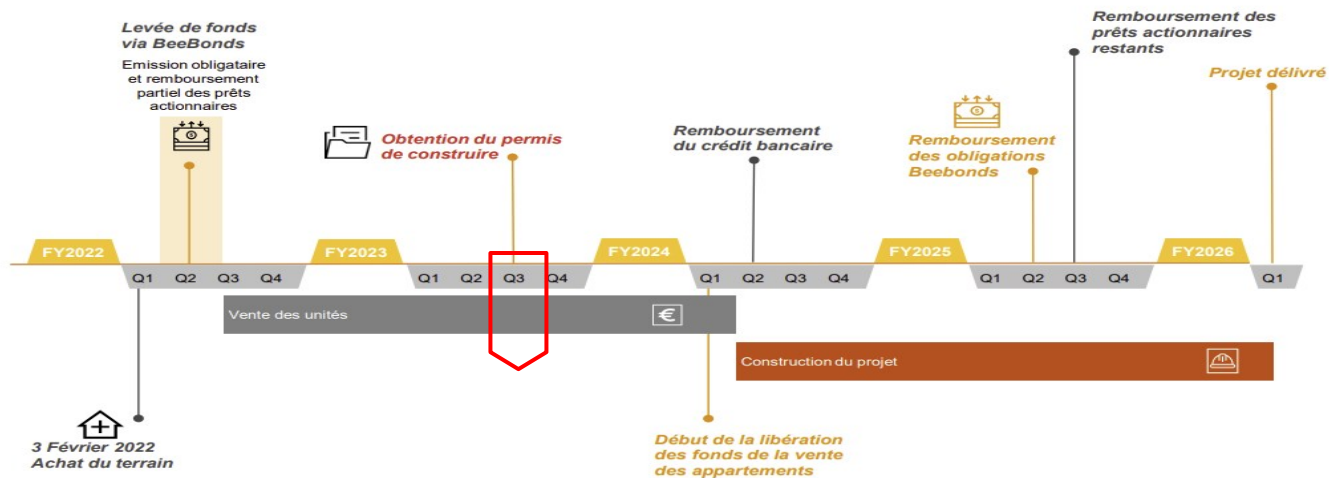 Levée de fonds
via BeeBonds
Emission obligataire
et remboursement
partiel des prêts
actionnaires
Obtention du permis
de construire
Remboursement
du crédit bancaire
Remboursement
des obligations
Beebonds
Remboursement des
prêts actionnaires
restants
Projet délivré
FY2022 FY2023 FY2024 FY2025 FY2026
Q1 Q2 Q3 Q4 Q1 Q2 Q3 Q4 Q1 Q2 Q3 Q4 Q1 Q2 Q3 Q4 Q1
Vente des unités €
Construction du projet
3 Février 2022
Achat du terrain
Début de la libération
des fonds de la vente
des appartements